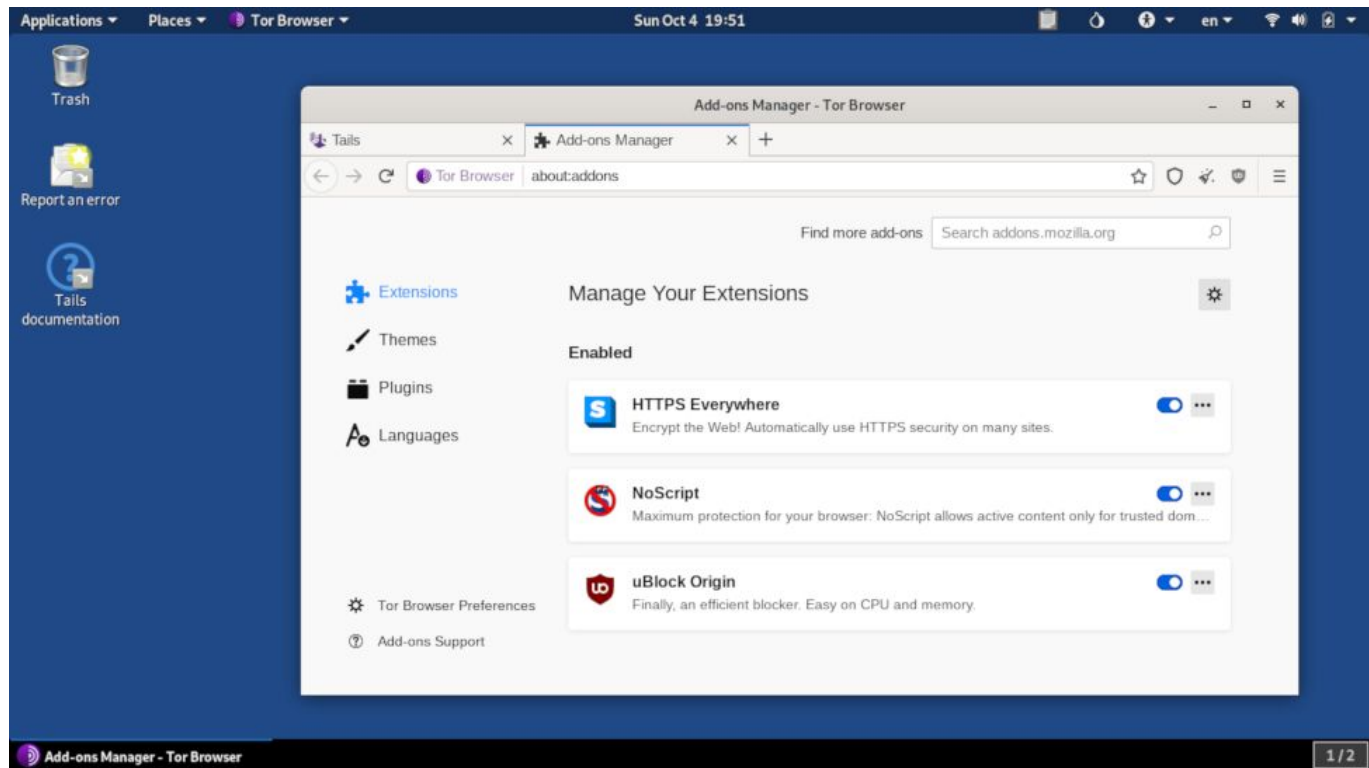 Applications Places Tor Browser Sun Oct 4 19:51 en
Trash
Report an error
Tails
documentation
Add-ons Manager - Tor Browser
Tails Add-ons Manager
Tor Browser about:addons
Find more add-ons Search addons.mozilla.org
Extensions
Themes
Plugins
Languages
Tor Browser Preferences
Add-ons Support
Manage Your Extensions
Enabled
HTTPS Everywhere
Encrypt the Web! Automatically use HTTPS security on many sites.
NoScript
Maximum protection for your browser: NoScript allows active content only for trusted dom…
uBlock Origin
Finally, an efficient blocker. Easy on CPU and memory.
Add-ons Manager - Tor Browser 1/2